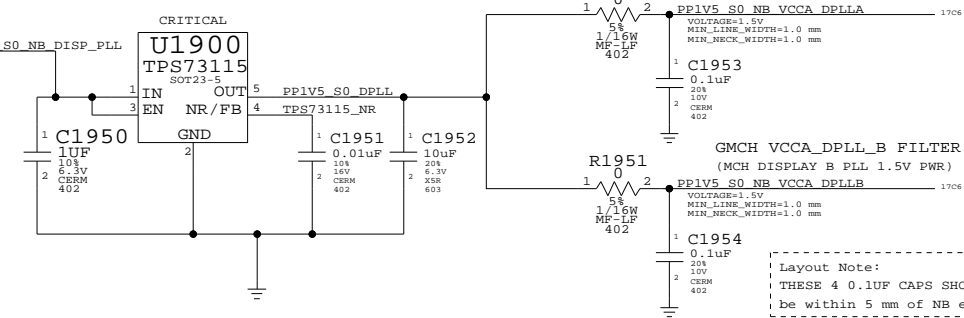 CRITICAL
S0_NB_DISP_PLL
U1900
TPS73115
SOT23-5
1 IN
OUT 5
PP1V5_S0_DPLL
3 EN
NR/FB 4
TPS73115_NR
GND
2
1
C1950
1UF
10%
6.3V
CERM
402
2
1
C1951
0.01uF
10%
16V
CERM
402
2
1
C1952
10uF
20%
6.3V
X5R
603
2
1
0
2
5%
1/16W
MF-LF
402
PP1V5_S0_NB_VCCA_DPLLA
17C6
VOLTAGE=1.5V
MIN_LINE_WIDTH=1.0 mm
MIN_NECK_WIDTH=1.0 mm
1
C1953
0.1uF
20%
10V
CERM
402
2
GMCH VCCA_DPLL_B FILTER
(MCH DISPLAY B PLL 1.5V PWR)
R1951
0
1
2
5%
1/16W
MF-LF
402
PP1V5_S0_NB_VCCA_DPLLB
17C6
VOLTAGE=1.5V
MIN_LINE_WIDTH=1.0 mm
MIN_NECK_WIDTH=1.0 mm
1
C1954
0.1uF
20%
10V
CERM
402
2
Layout Note:
THESE 4 0.1UF CAPS SHO
be within 5 mm of NB e